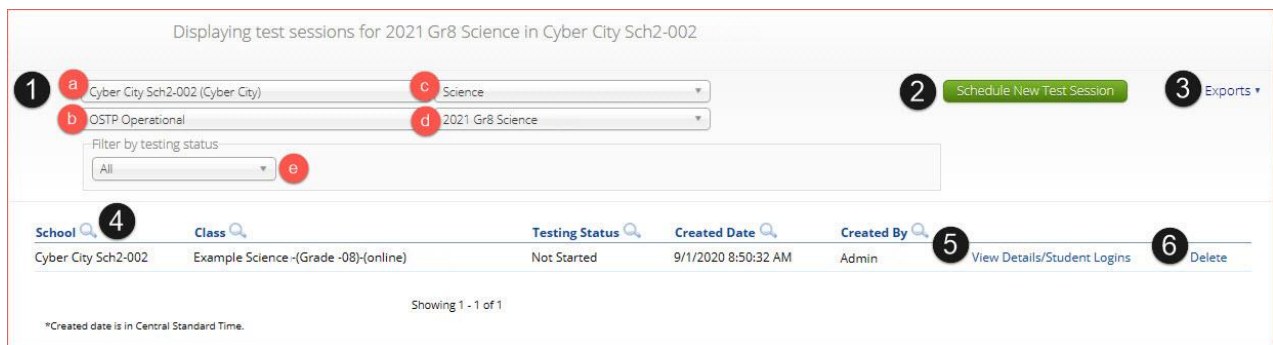 Displaying test sessions for 2021 Gr8 Science in Cyber City Sch2-002
1 a Cyber City Sch2-002 (Cyber City) c Science 2 Schedule New Test Session 3 Exports
b OSTP Operational d 2021 Gr8 Science
Filter by testing status
All e
School 4 Class Testing Status Created Date Created By
Cyber City Sch2-002 Example Science -(Grade -08)-(online) Not Started 9/1/2020 8:50:32 AM Admin 5 View Details/Student Logins 6 Delete
Showing 1 - 1 of 1
*Created date is in Central Standard Time.